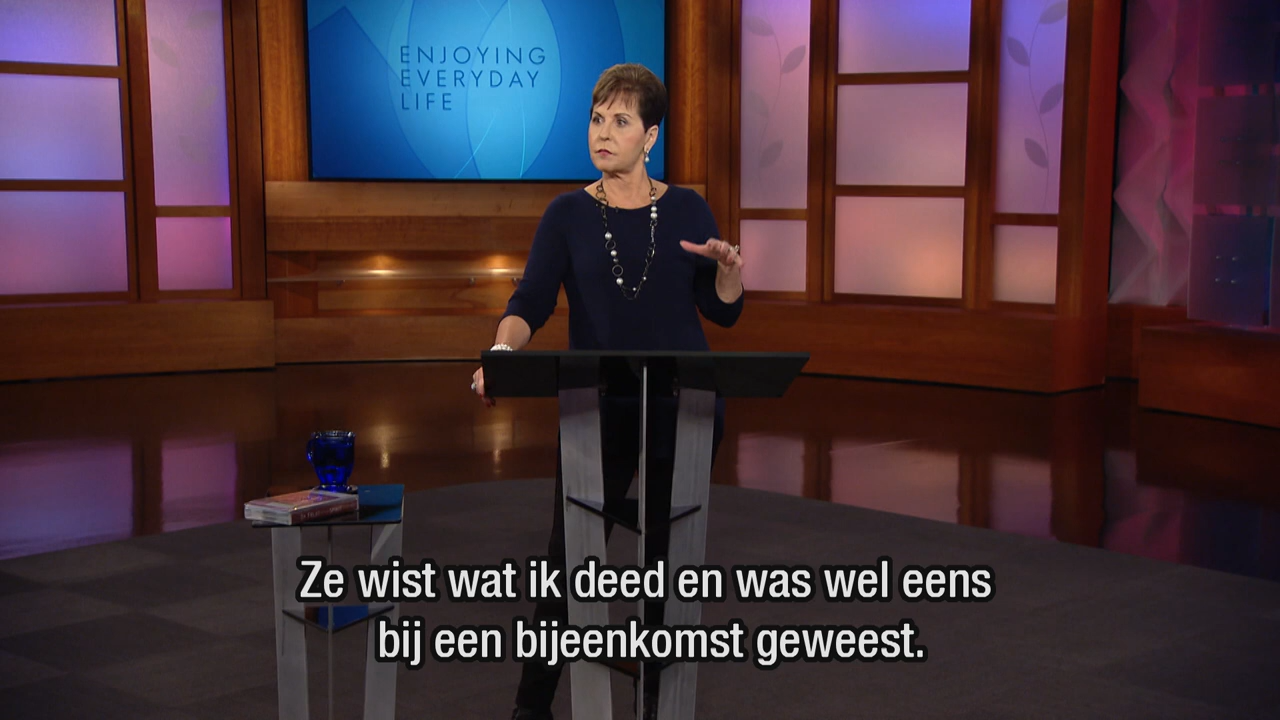 ENJOYING
EVERYDAY
LIFE
Ze wist wat ik deed en was wel eens
bij een bijeenkomst geweest.